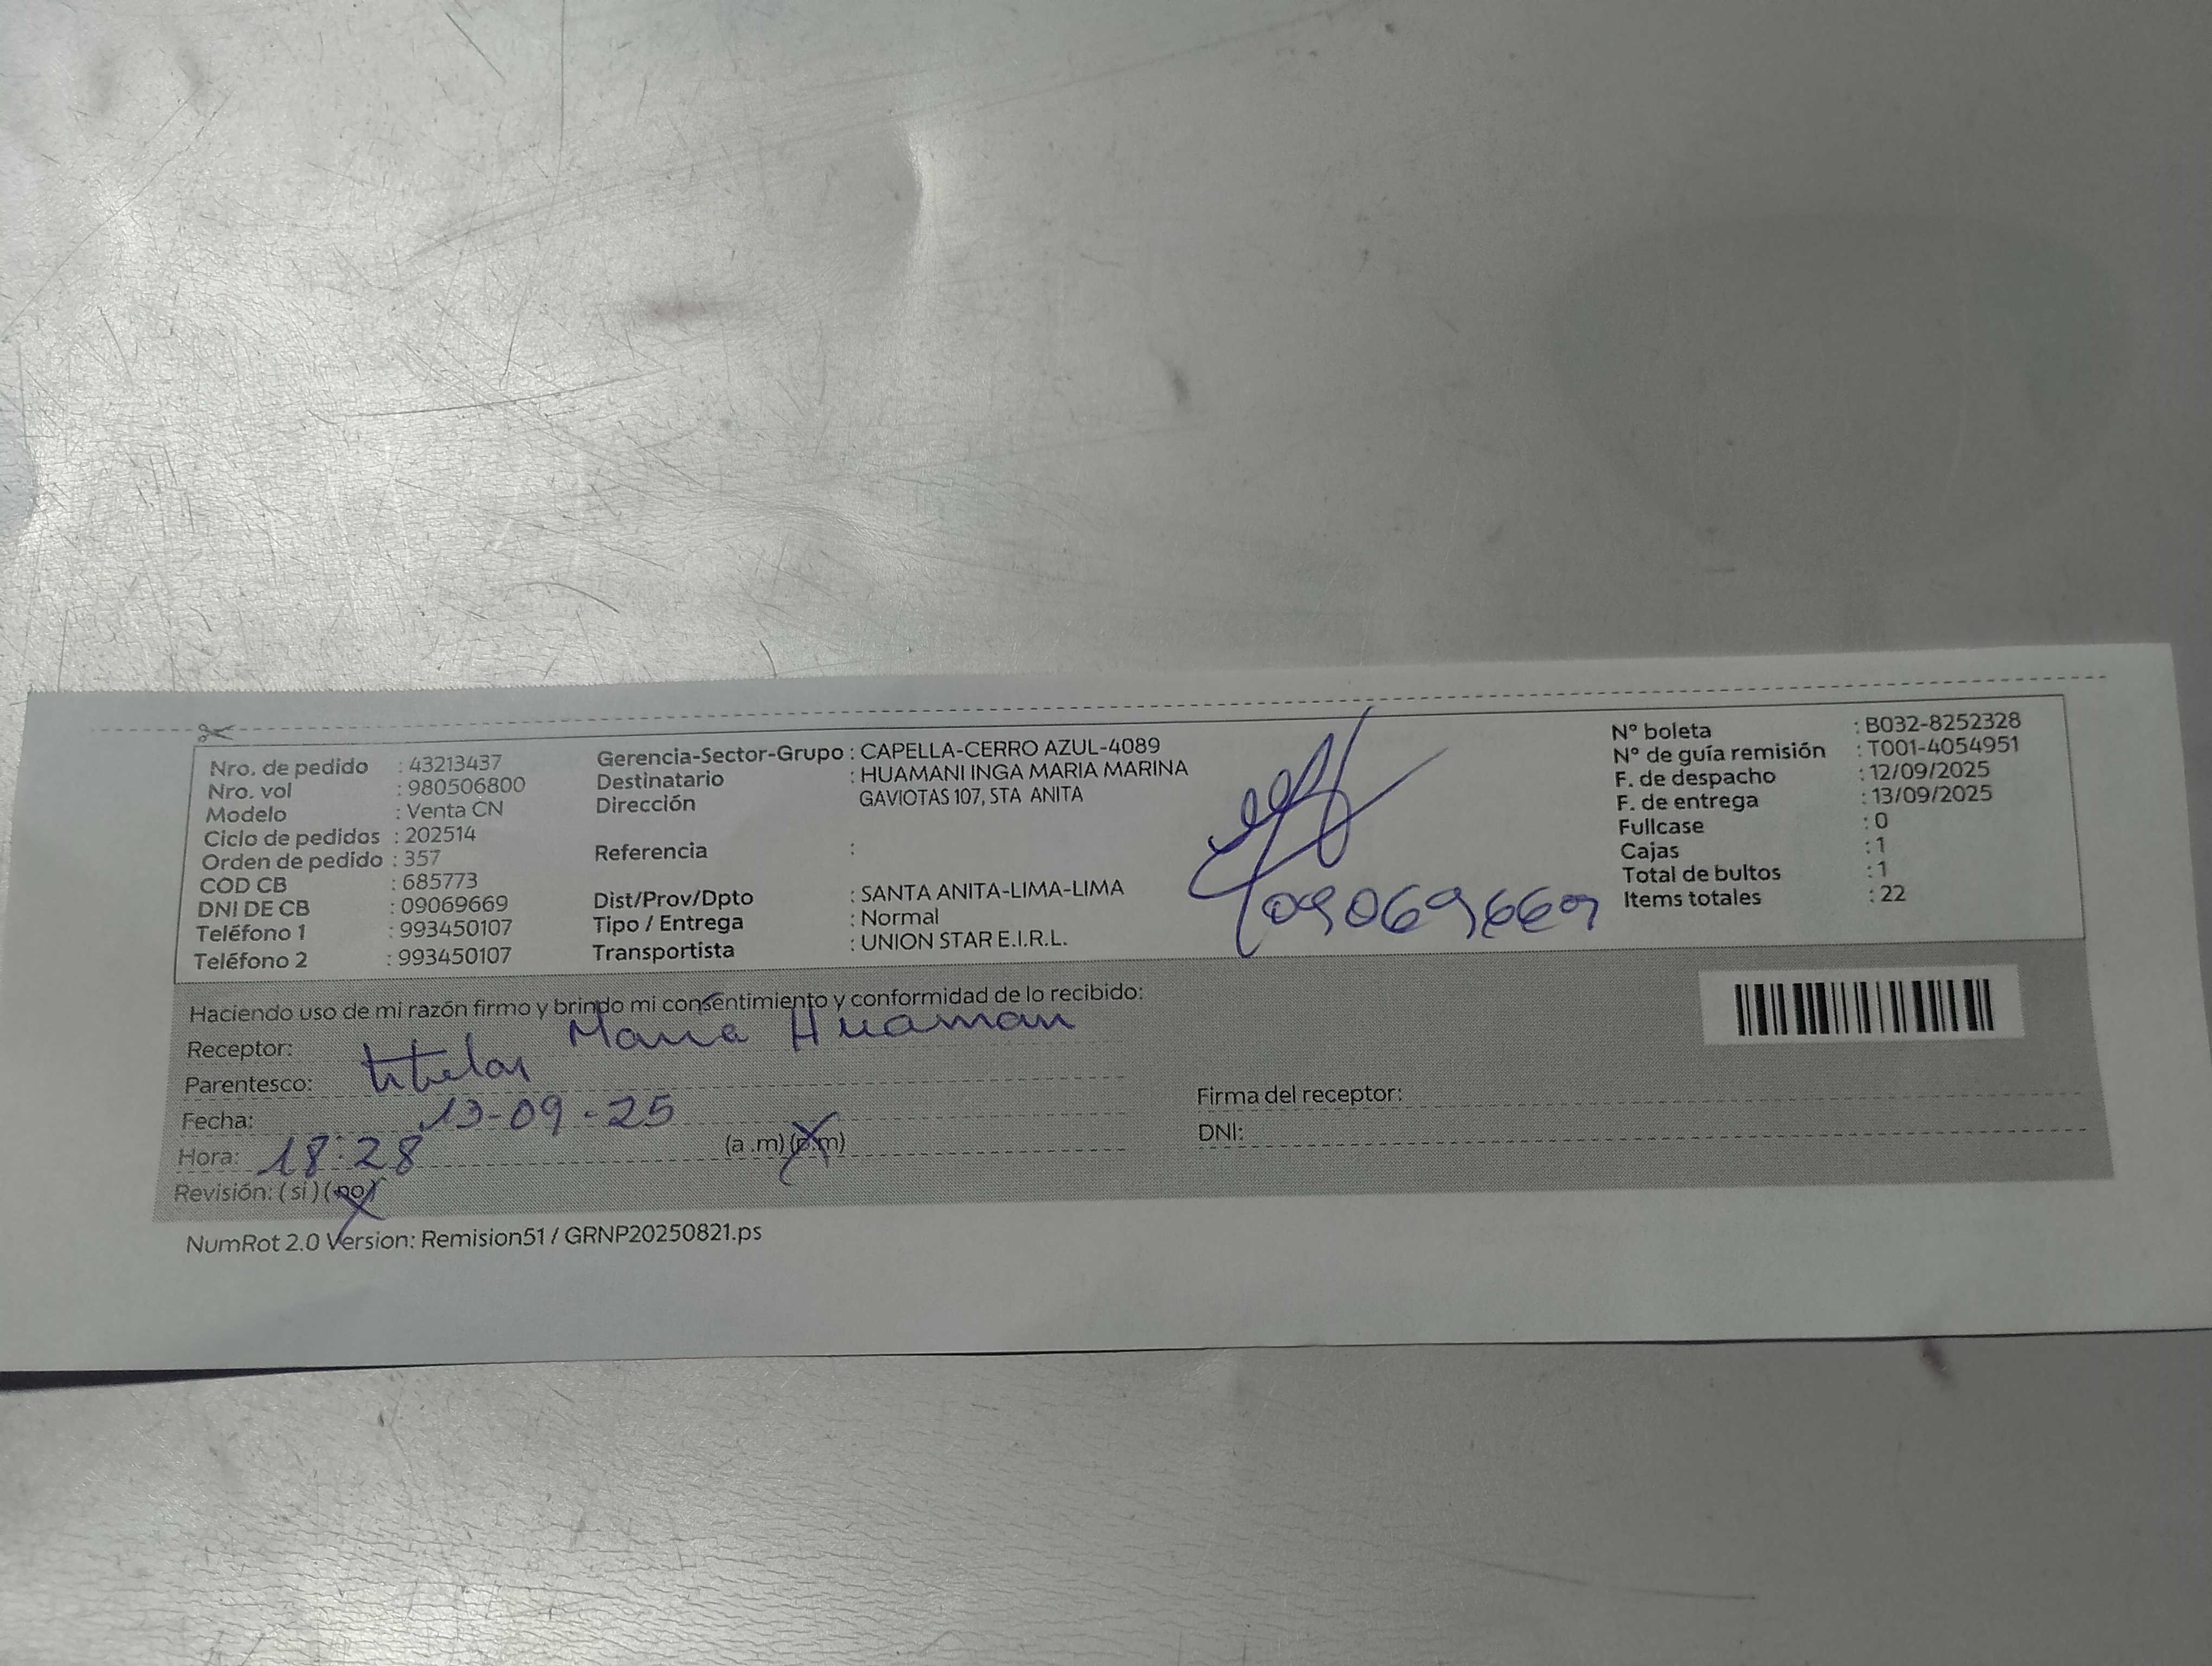 Nro. de pedido : 43213437
Nro. vol : 980506800
Modelo : Venta CN
Ciclo de pedidos : 202514
Orden de pedido : 357
COD CB : 685773
DNI DE CB : 09069669
Teléfono 1 : 993450107
Teléfono 2 : 993450107
Gerencia-Sector-Grupo : CAPELLA-CERRO AZUL-4089
Destinatario : HUAMANI INGA MARIA MARINA
Dirección GAVIOTAS 107, STA ANITA
Referencia :
Dist/Prov/Dpto : SANTA ANITA-LIMA-LIMA
Tipo / Entrega : Normal
Transportista : UNION STAR E.I.R.L.
09069669
N° boleta : B032-8252328
N° de guía remisión : T001-4054951
F. de despacho : 12/09/2025
F. de entrega : 13/09/2025
Fullcase : 0
Cajas : 1
Total de bultos : 1
Items totales : 22
Haciendo uso de mi razón firmo y brindo mi consentimiento y conformidad de lo recibido:
Receptor: Maria Huaman
Parentesco: titular
Fecha: 13-09-25
Hora: 18:28 (a.m) (p.m)
Revisión: (si) (no)
Firma del receptor:
DNI:
NumRot 2.0 Version: Remision51 / GRNP20250821.ps